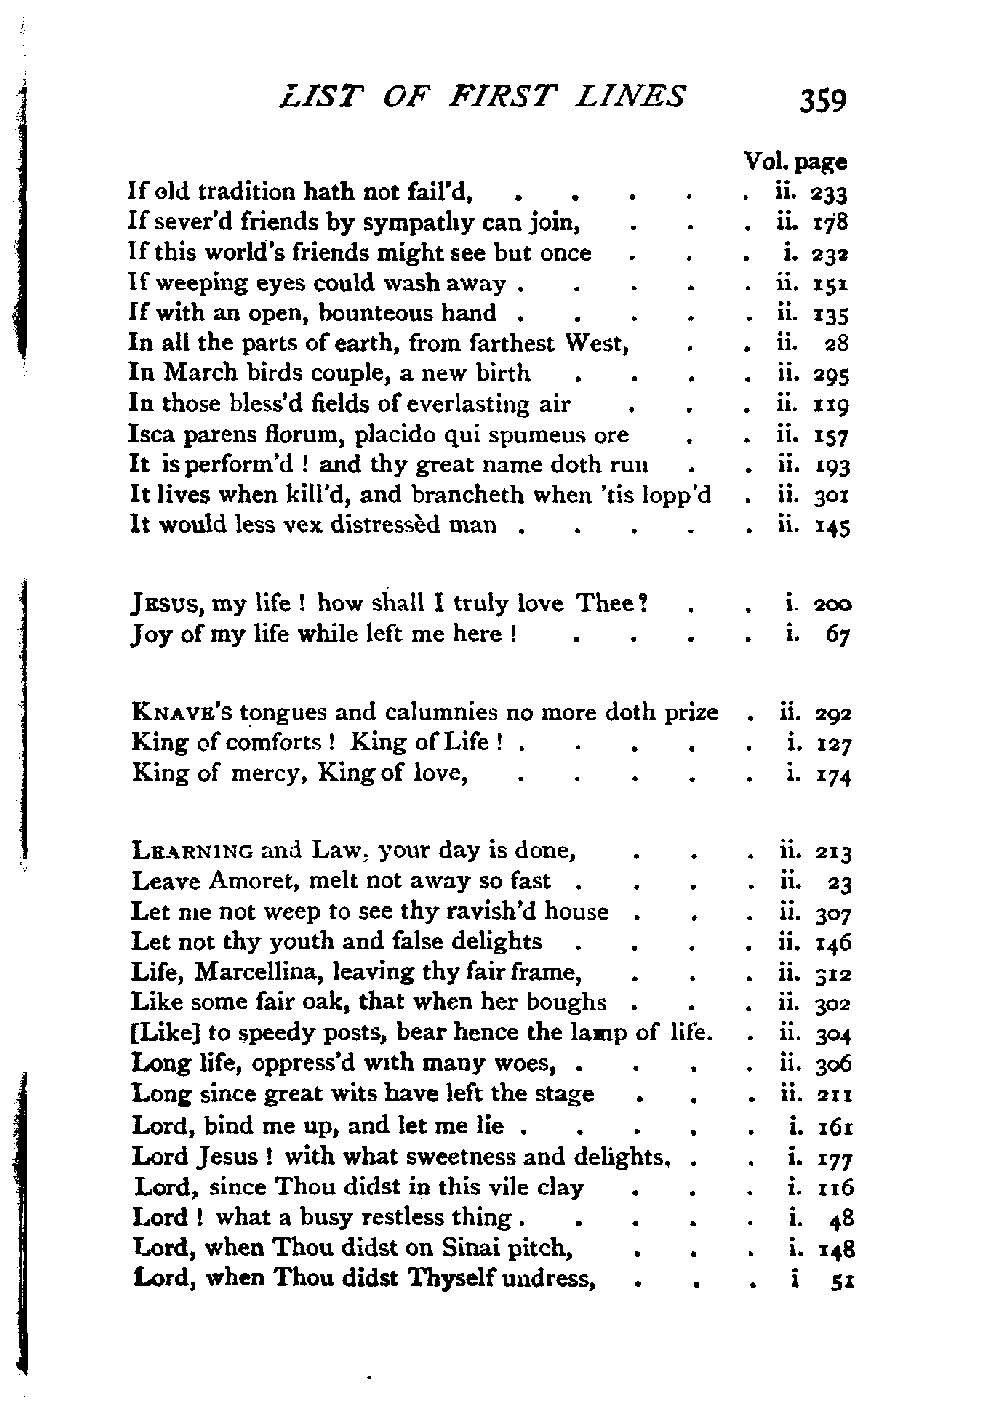 LIST OF FIRST LINES 359
Vol. page
If old tradition hath not fail'd, . . . . . ii. 233
If sever'd friends by sympathy can join, . . . ii. 178
If this world's friends might see but once . . . i. 232
If weeping eyes could wash away . . . . . ii. 151
If with an open, bounteous hand . . . . . ii. 135
In all the parts of earth, from farthest West, . . ii. 28
In March birds couple, a new birth . . . . ii. 295
In those bless'd fields of everlasting air . . . ii. 119
Isca parens florum, placido qui spumeus ore . . ii. 157
It is perform'd ! and thy great name doth run . . ii. 193
It lives when kill'd, and brancheth when 'tis lopp'd . ii. 301
It would less vex distressèd man . . . . . ii. 145
JESUS, my life ! how shall I truly love Thee? . . i. 200
Joy of my life while left me here ! . . . . i. 67
KNAVE'S tongues and calumnies no more doth prize . ii. 292
King of comforts ! King of Life ! . . . . . i. 127
King of mercy, King of love, . . . . . i. 174
LEARNING and Law, your day is done, . . . ii. 213
Leave Amoret, melt not away so fast . . . . ii. 23
Let me not weep to see thy ravish'd house . . . ii. 307
Let not thy youth and false delights . . . . ii. 146
Life, Marcellina, leaving thy fair frame, . . . ii. 312
Like some fair oak, that when her boughs . . . ii. 302
[Like] to speedy posts, bear hence the lamp of life. . ii. 304
Long life, oppress'd with many woes, . . . . ii. 306
Long since great wits have left the stage . . . ii. 211
Lord, bind me up, and let me lie . . . . . i. 161
Lord Jesus ! with what sweetness and delights, . . i. 177
Lord, since Thou didst in this vile clay . . . i. 116
Lord ! what a busy restless thing . . . . . i. 48
Lord, when Thou didst on Sinai pitch, . . . i. 148
Lord, when Thou didst Thyself undress, . . . i 51